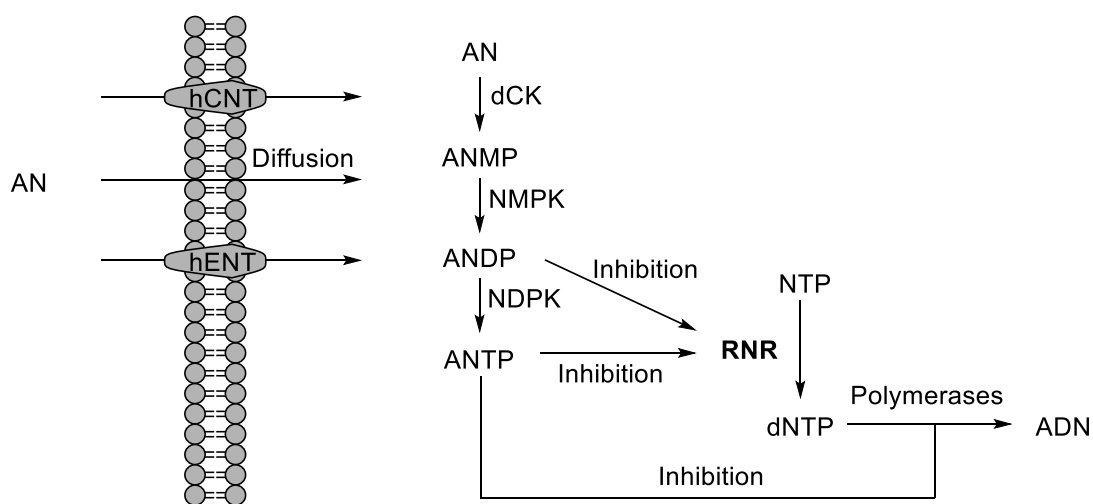 AN
hCNT
Diffusion
hENT
AN
dCK
ANMP
NMPK
ANDP
NDPK
ANTP
Inhibition
Inhibition
RNR
NTP
dNTP
Polymerases
ADN
Inhibition